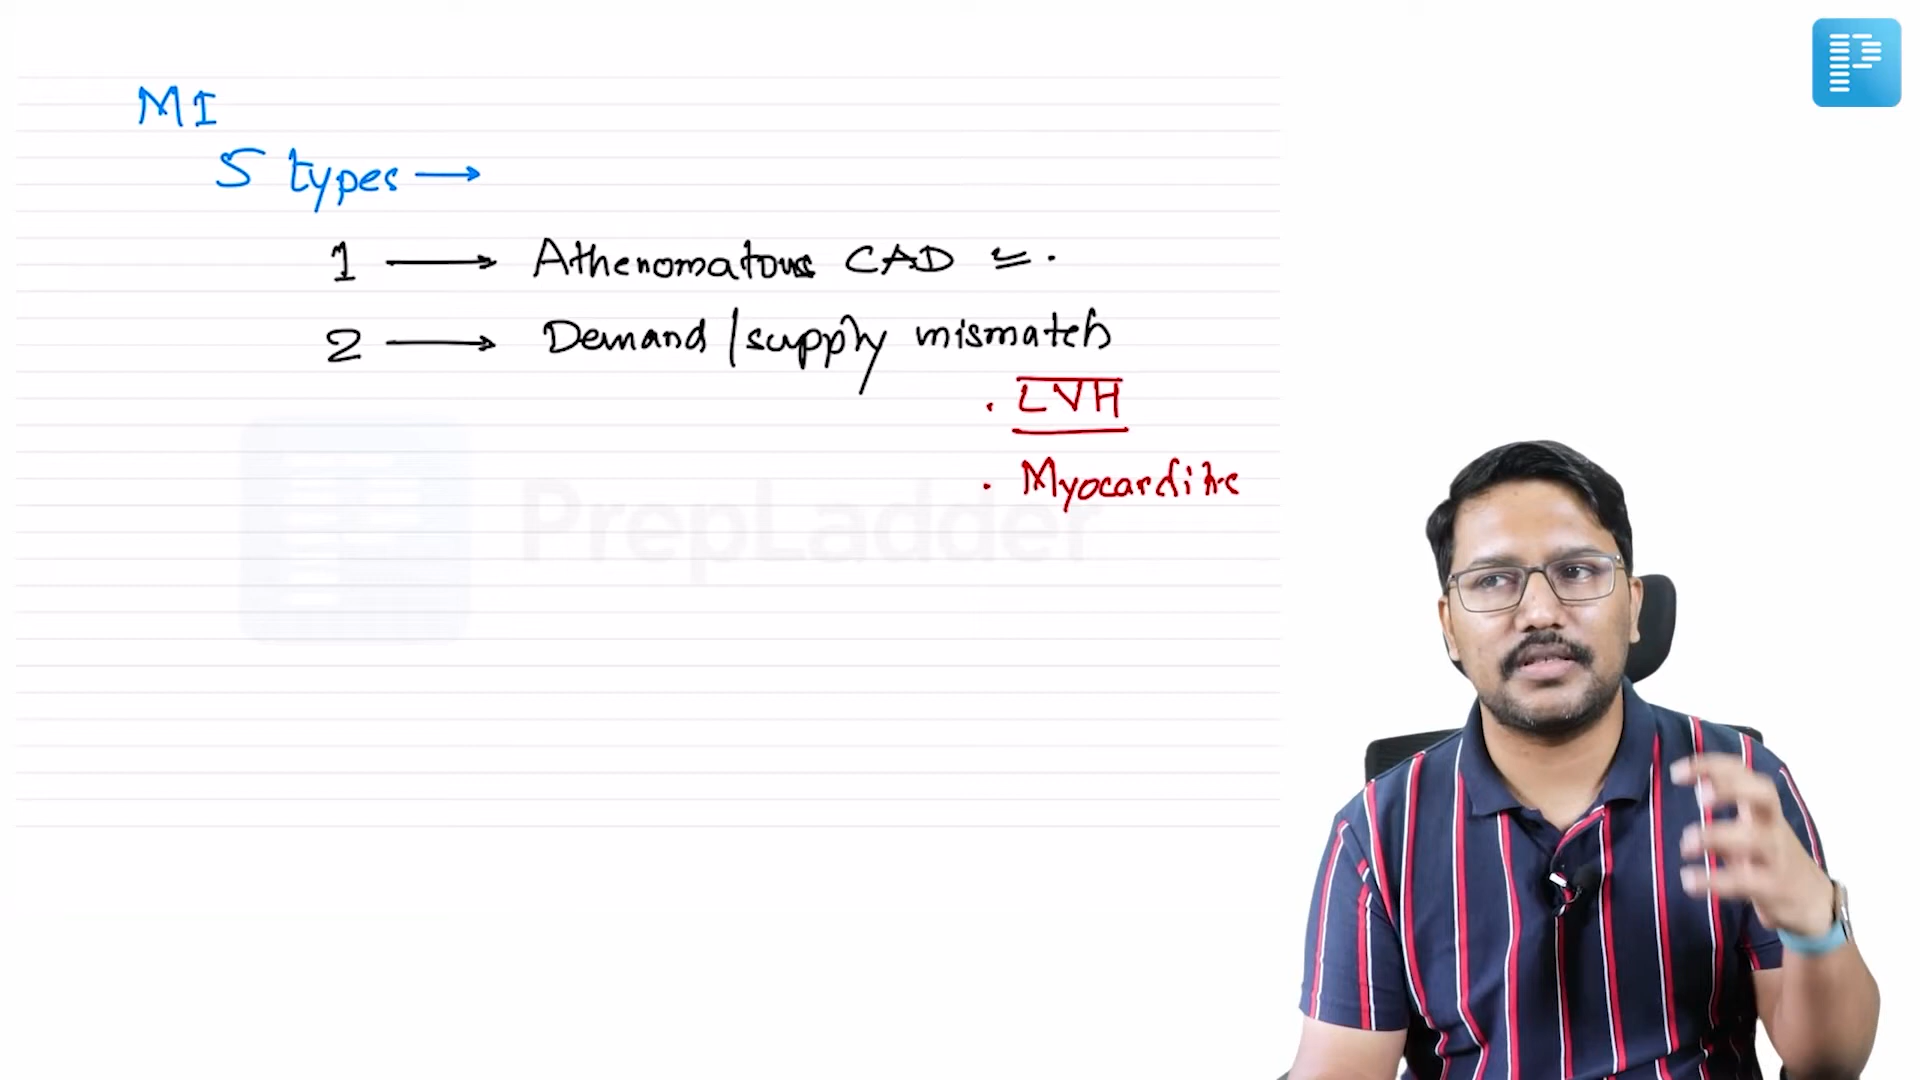 MI
5 types →
1 → Atheromatous CAD
2 → Demand / supply mismatch
. LVH
. Myocarditis
PrepLadder